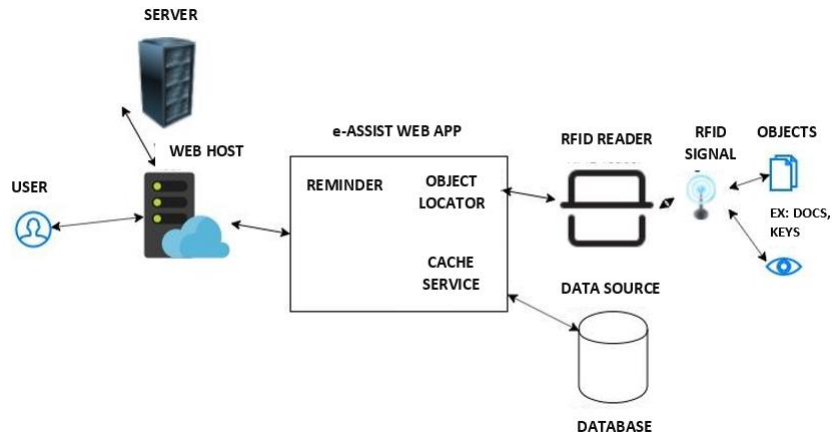 SERVER
e-ASSIST WEB APP
RFID READER
RFID
SIGNAL
OBJECTS
WEB HOST
USER
REMINDER
OBJECT
LOCATOR
EX: DOCS,
KEYS
CACHE
SERVICE
DATA SOURCE
DATABASE